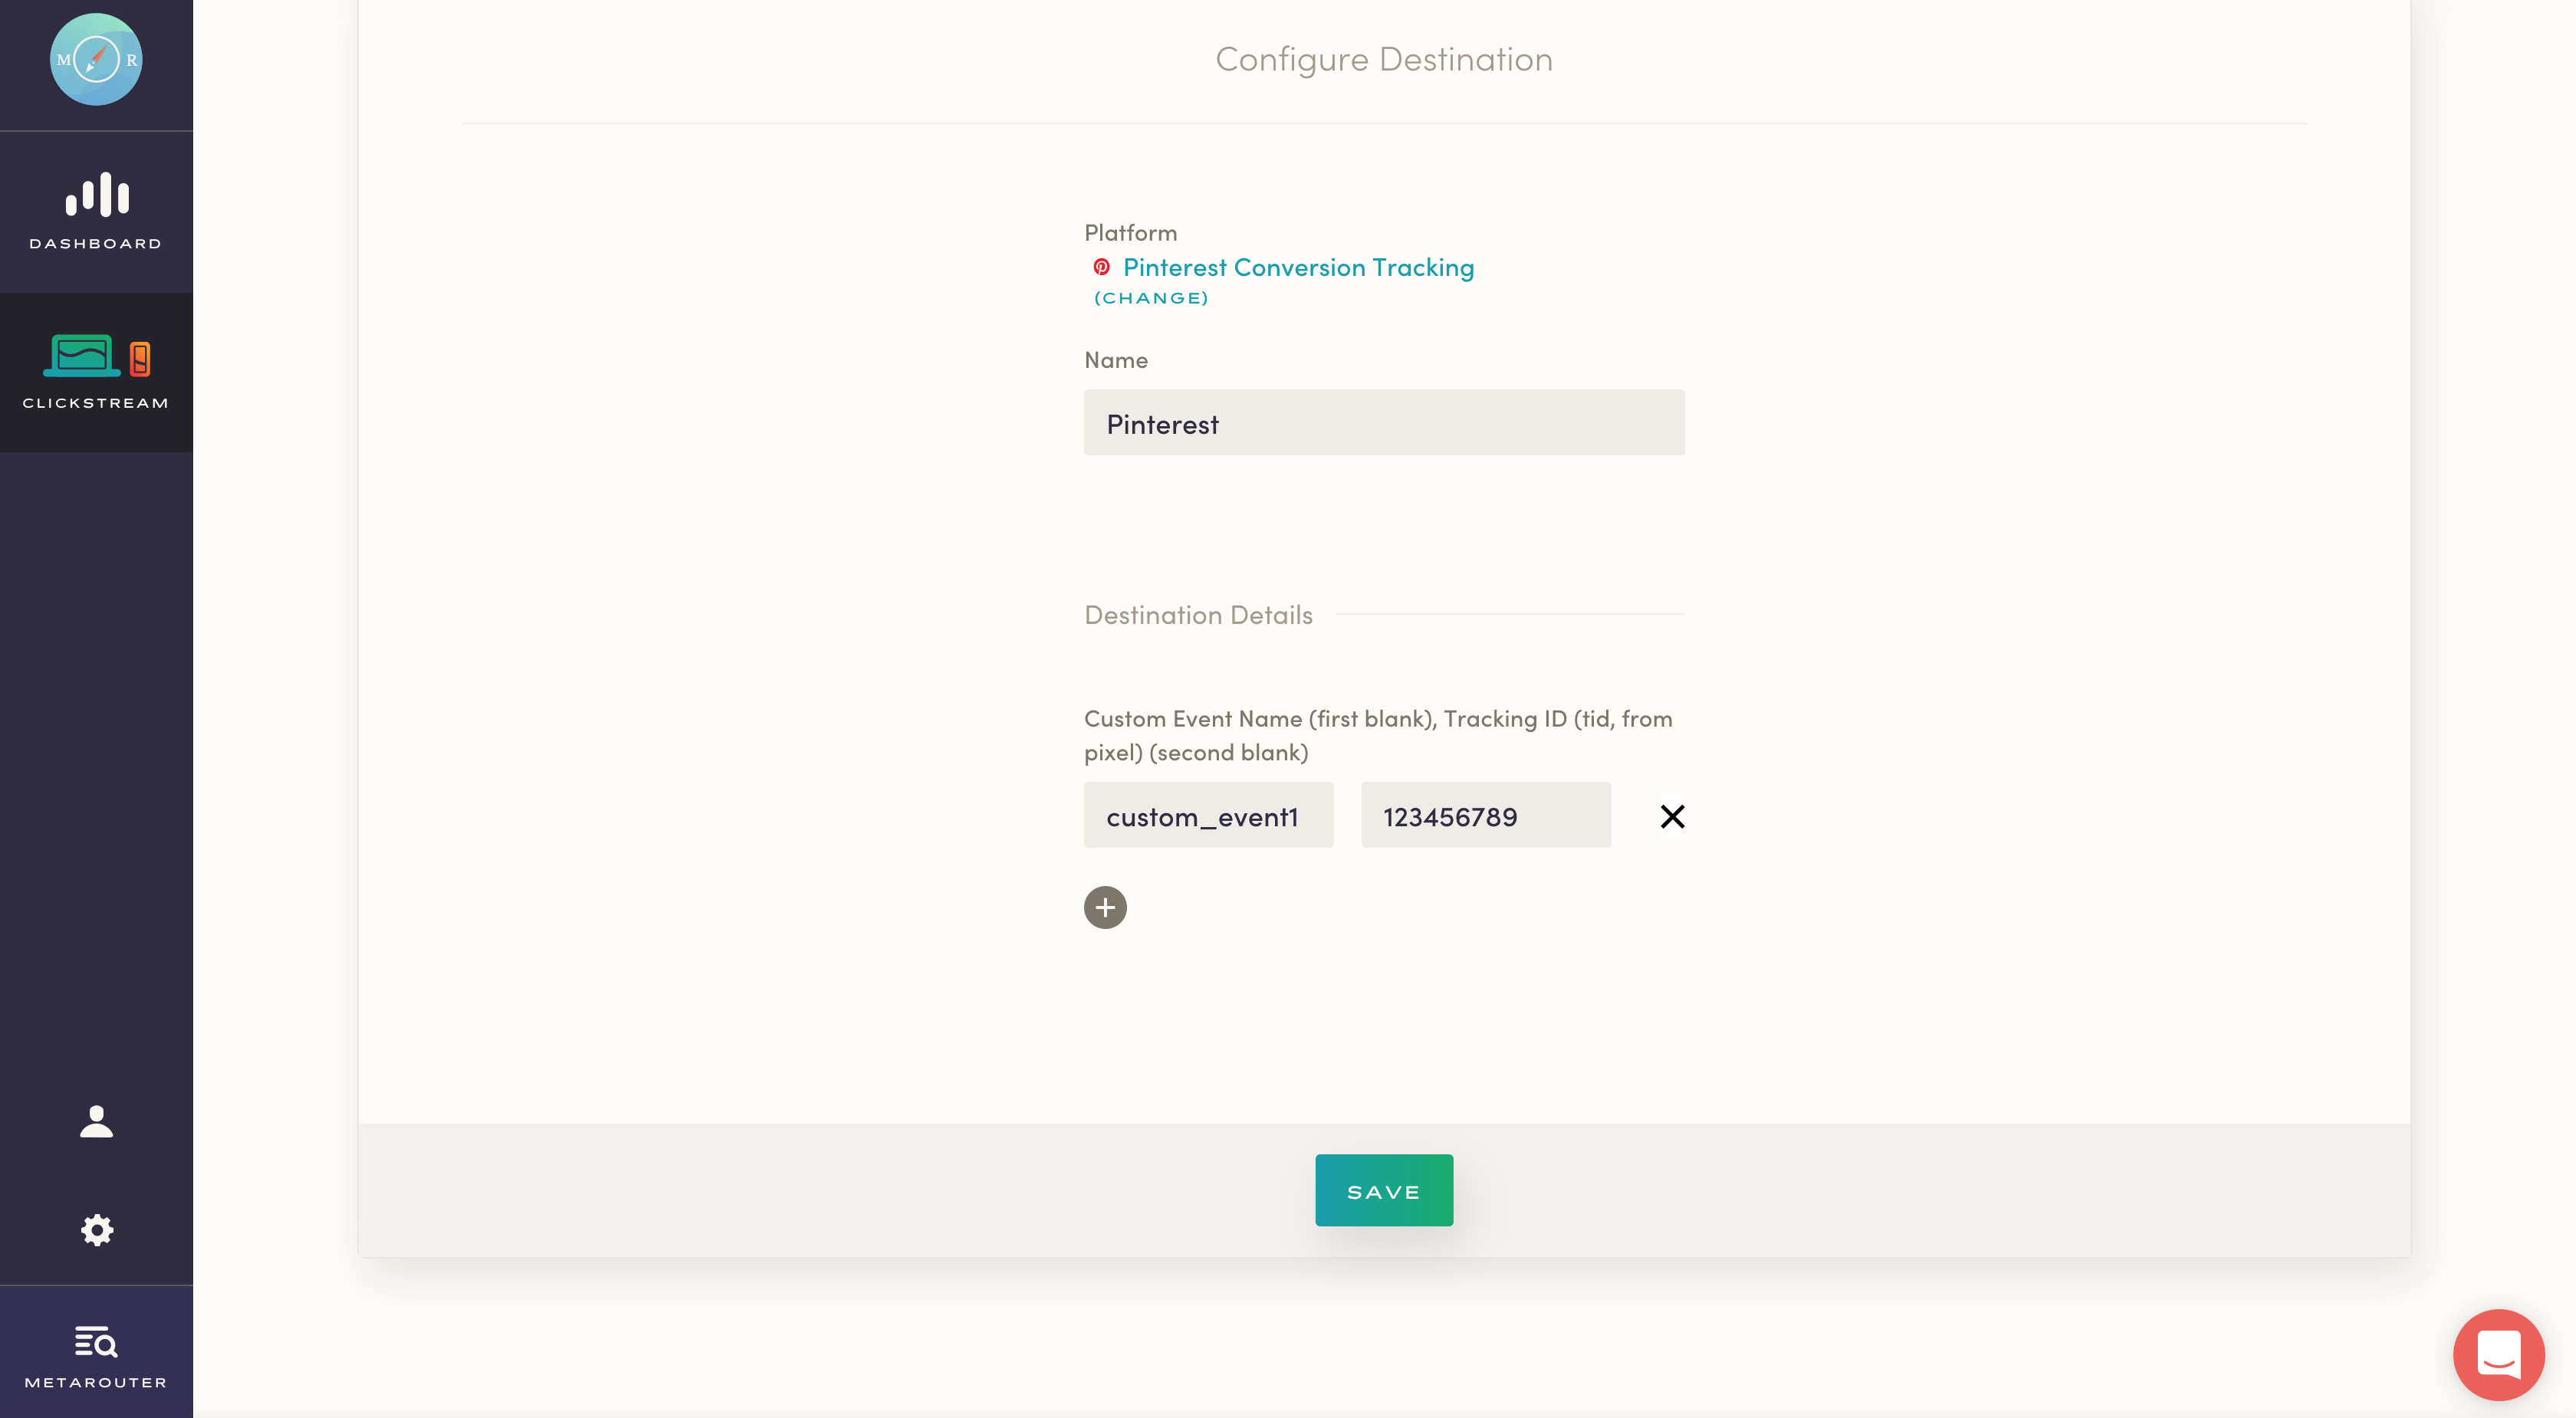 M R
DASHBOARD
CLICKSTREAM
METAROUTER
Configure Destination
Platform
Pinterest Conversion Tracking
(CHANGE)
Name
Pinterest
Destination Details
Custom Event Name (first blank), Tracking ID (tid, from
pixel) (second blank)
custom_event1 123456789
SAVE